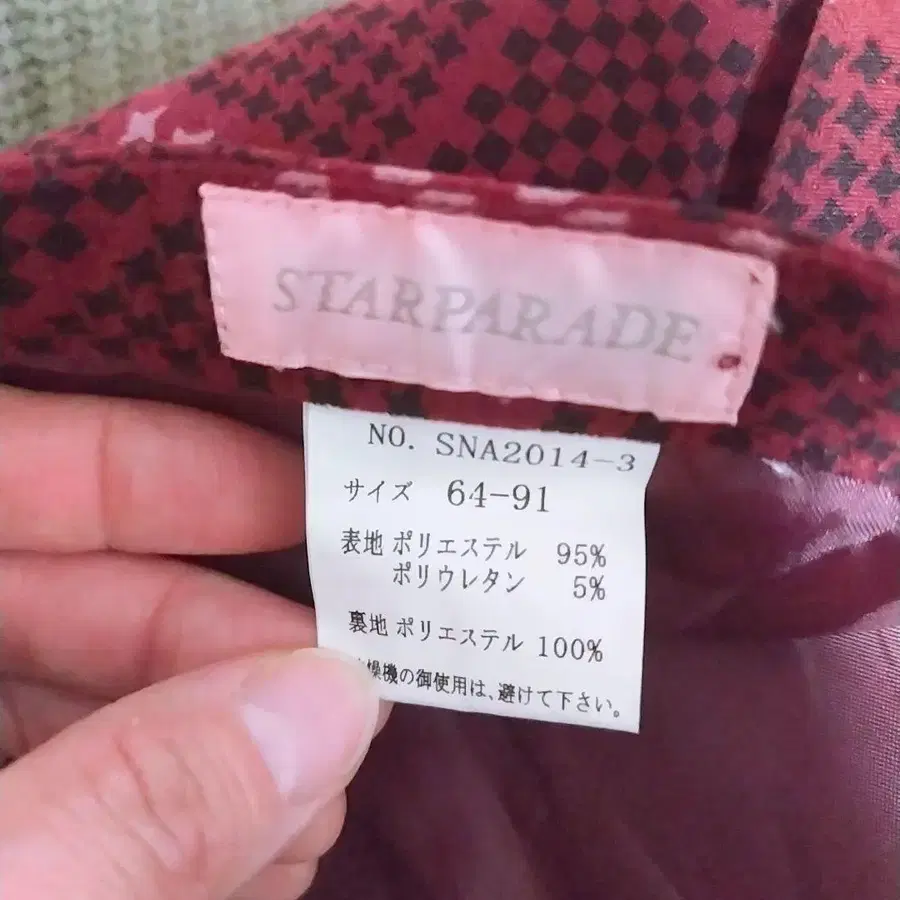 STARPARADE.
NO. SNA2014-3
サイズ 64-91
表地 ポリエステル 95%
ポリウレタン 5%
裏地 ポリエステル 100%
燥機の御使用は、避けて下さい。